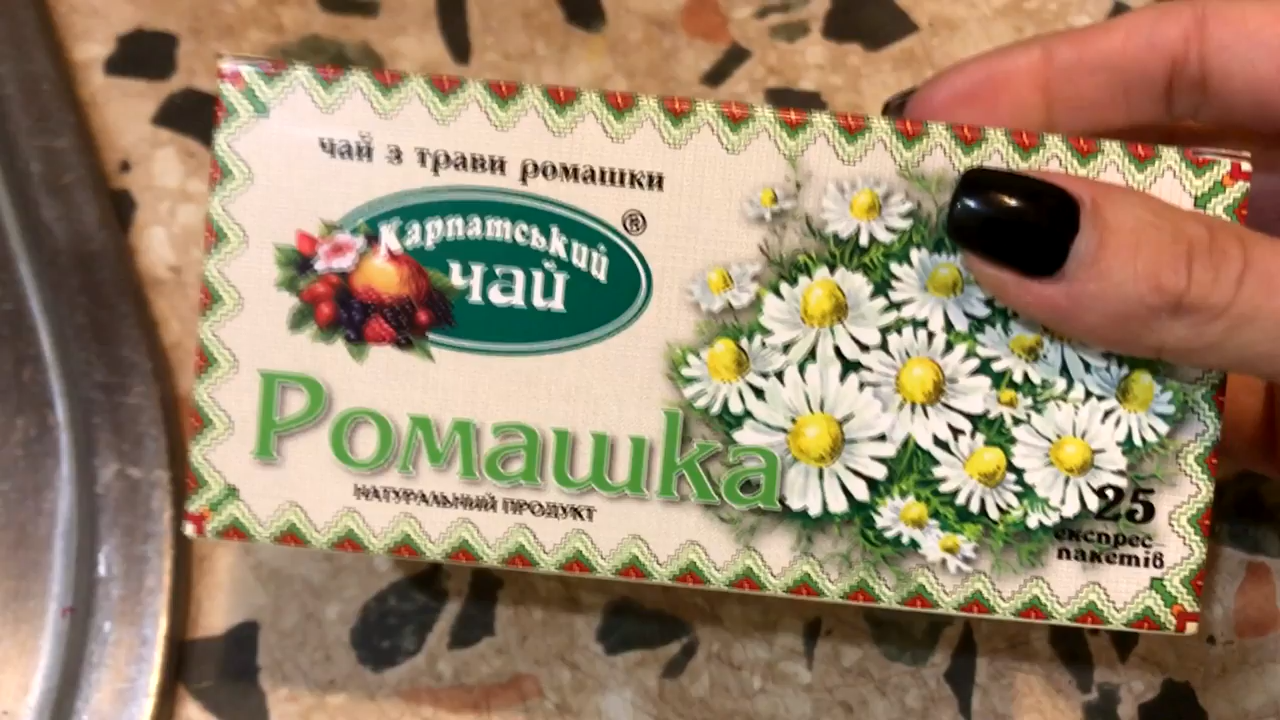 чай з трави ромашки
Карпатський ®
чай
Ромашка
НАТУРАЛЬНИЙ ПРОДУКТ
25
експрес-
пакетів